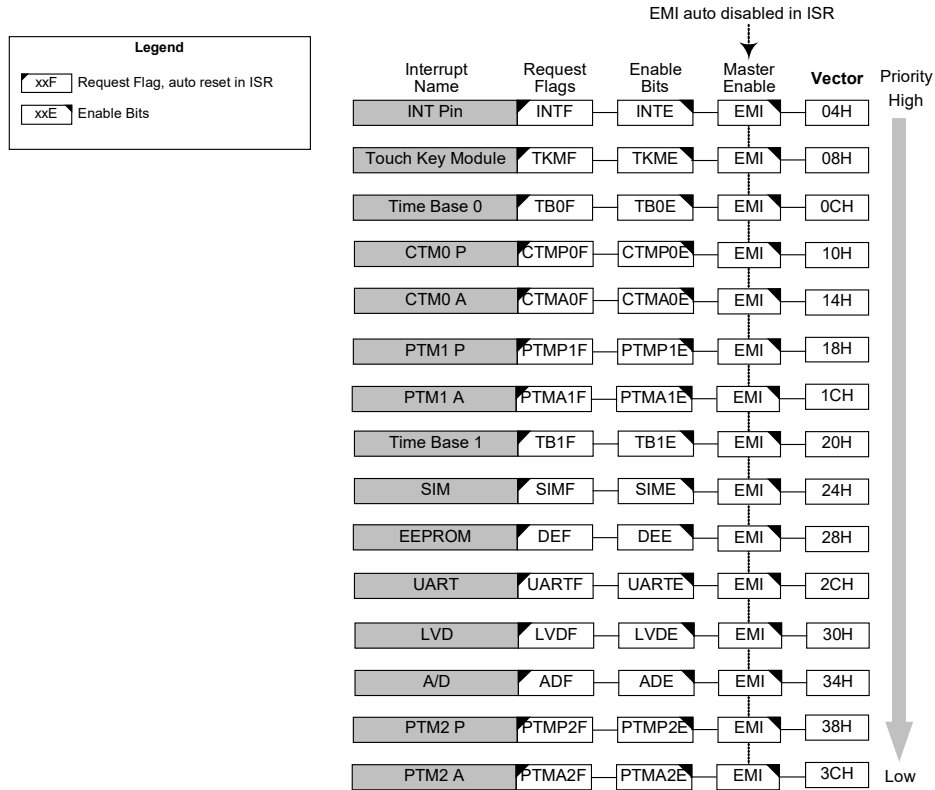 EMI auto disabled in ISR
Legend
xxF Request Flag, auto reset in ISR
xxE Enable Bits
Interrupt Name Request Flags Enable Bits Master Enable Vector Priority
High
INT Pin INTF INTE EMI 04H
Touch Key Module TKMF TKME EMI 08H
Time Base 0 TB0F TB0E EMI 0CH
CTM0 P CTMP0F CTMP0E EMI 10H
CTM0 A CTMA0F CTMA0E EMI 14H
PTM1 P PTMP1F PTMP1E EMI 18H
PTM1 A PTMA1F PTMA1E EMI 1CH
Time Base 1 TB1F TB1E EMI 20H
SIM SIMF SIME EMI 24H
EEPROM DEF DEE EMI 28H
UART UARTF UARTE EMI 2CH
LVD LVDF LVDE EMI 30H
A/D ADF ADE EMI 34H
PTM2 P PTMP2F PTMP2E EMI 38H
PTM2 A PTMA2F PTMA2E EMI 3CH Low